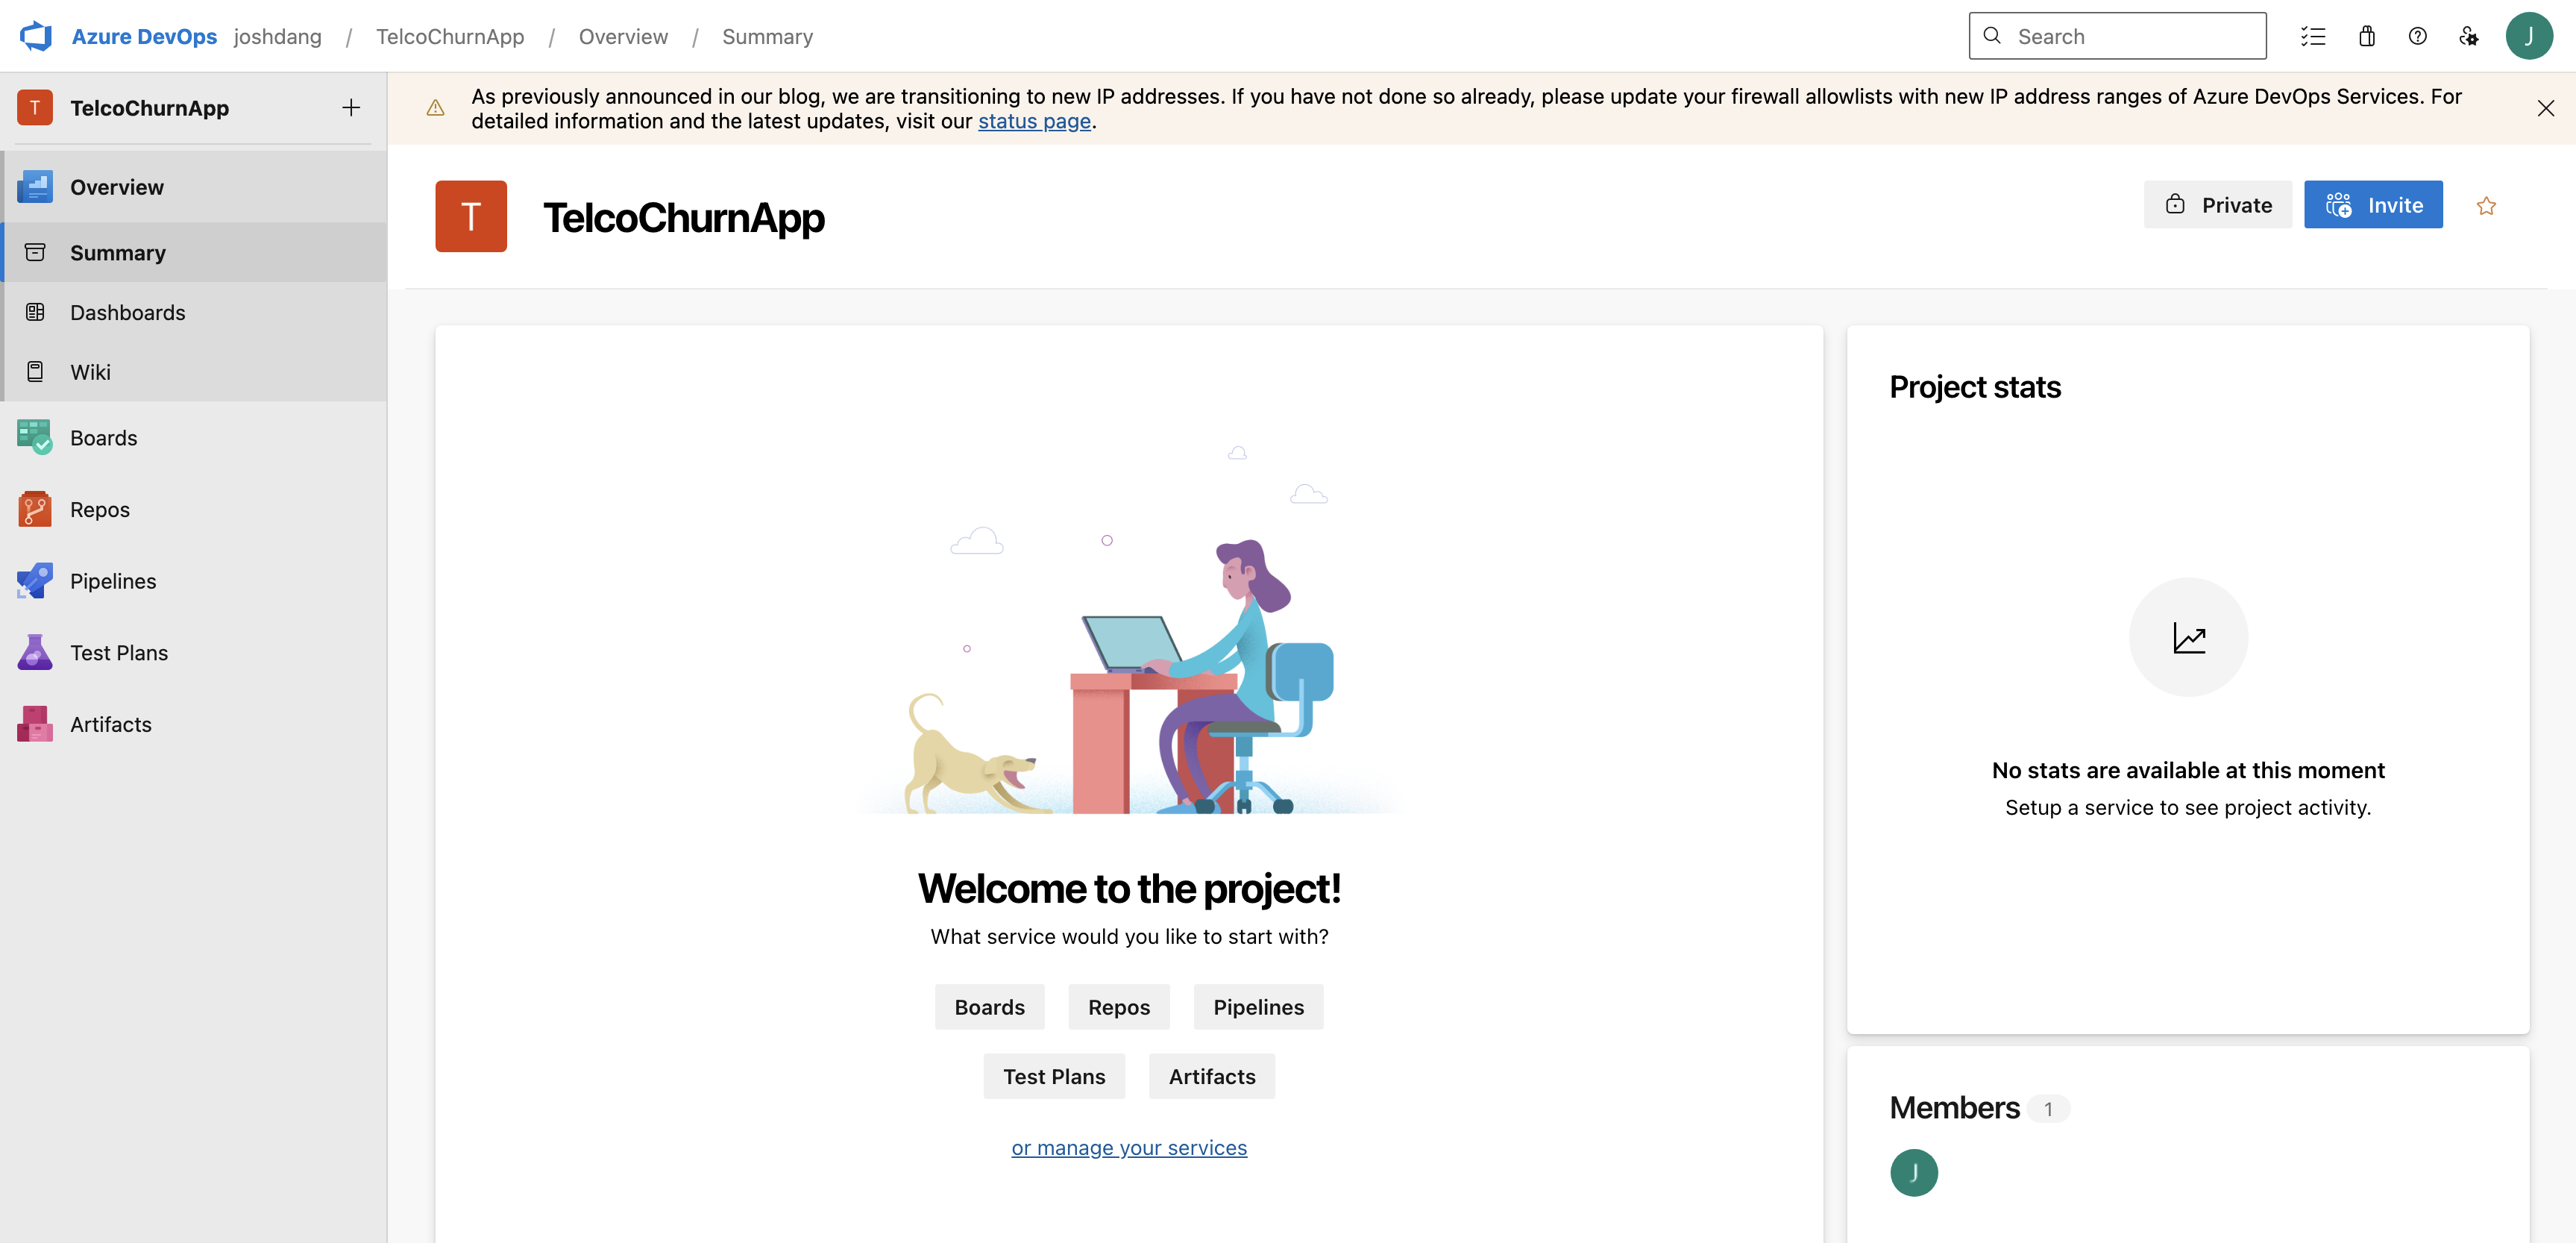 Azure DevOps joshdang / TelcoChurnApp / Overview / Summary
Search
J
T TelcoChurnApp
As previously announced in our blog, we are transitioning to new IP addresses. If you have not done so already, please update your firewall allowlists with new IP address ranges of Azure DevOps Services. For
detailed information and the latest updates, visit our status page.
Overview
Summary
Dashboards
Wiki
Boards
Repos
Pipelines
Test Plans
Artifacts
T TelcoChurnApp
Private
Invite
Welcome to the project!
What service would you like to start with?
Boards Repos Pipelines
Test Plans Artifacts
or manage your services
Project stats
No stats are available at this moment
Setup a service to see project activity.
Members 1
J